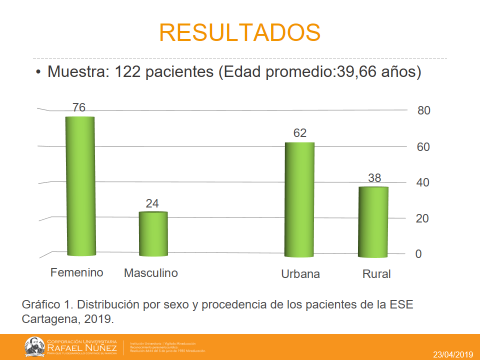 RESULTADOS
• Muestra: 122 pacientes (Edad promedio:39,66 años)
76
24
62
38
80
60
40
20
0
Femenino
Masculino
Urbana
Rural
Gráfico 1. Distribución por sexo y procedencia de los pacientes de la ESE
Cartagena, 2019.
CORPORACIÓN UNIVERSITARIA
RAFAEL NÚÑEZ
23/04/2019